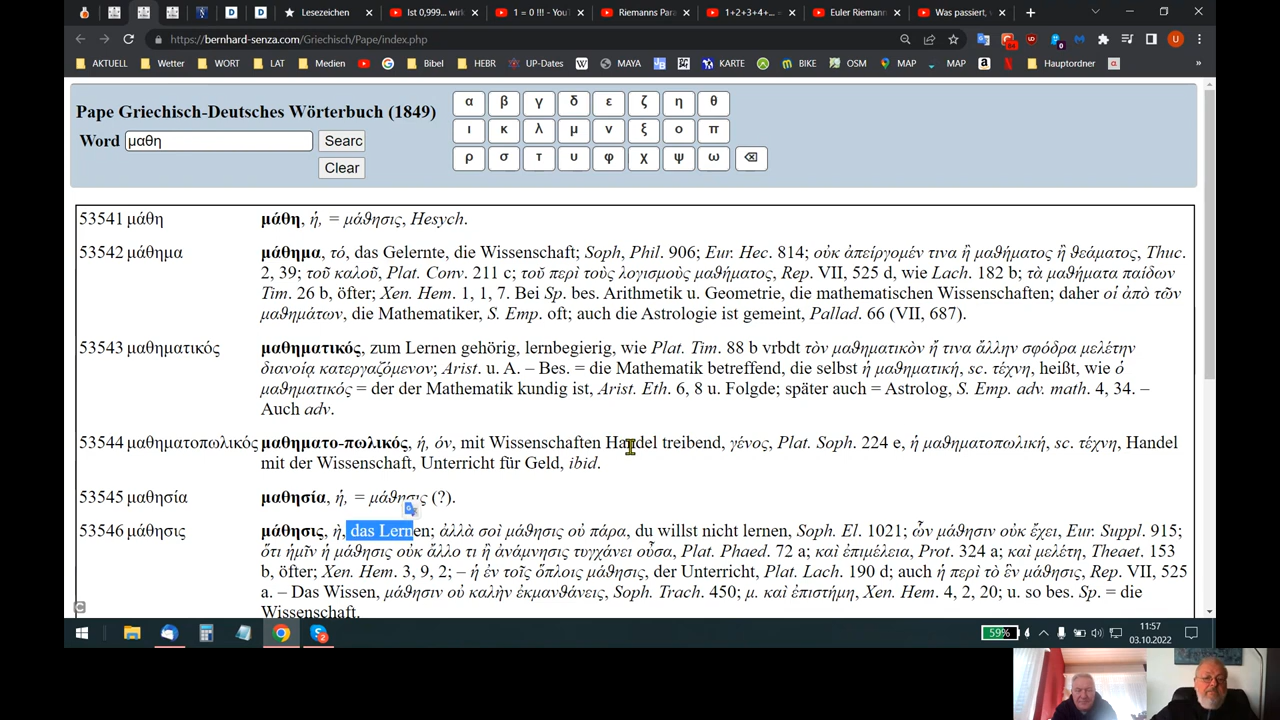 Lesezeichen
Ist 0,999... wirk
1 = 0 !!! - You
Riemanns Para
1+2+3+4+...
Euler Riemann
Was passiert, w
https://bernhard-senza.com/Griechisch/Pape/index.php
AKTUELL Wetter WORT LAT Medien Bibel HEBR UP-Dates MAYA KARTE BIKE OSM MAP MAP Hauptordner »
Pape Griechisch-Deutsches Wörterbuch (1849)
Word μαθη Searc
Clear
α β γ δ ε ζ η θ
ι κ λ μ ν ξ ο π
ρ σ τ υ φ χ ψ ω
53541 μάθη μάθη, ἡ, = μάθησις, Hesych.
53542 μάθημα μάθημα, τό, das Gelernte, die Wissenschaft; Soph, Phil. 906; Eur. Hec. 814; οὐκ ἀπείργομέν τινα ἢ μαθήματος ἢ θεάματος, Thuc.
2, 39; τοῦ καλοῦ, Plat. Conv. 211 c; τοῦ περὶ τοὺς λογισμοὺς μαθήματος, Rep. VII, 525 d, wie Lach. 182 b; τὰ μαθήματα παίδων
Tim. 26 b, öfter; Xen. Hem. 1, 1, 7. Bei Sp. bes. Arithmetik u. Geometrie, die mathematischen Wissenschaften; daher οἱ ἀπὸ τῶν
μαθημάτων, die Mathematiker, S. Emp. oft; auch die Astrologie ist gemeint, Pallad. 66 (VII, 687).
53543 μαθηματικός μαθηματικός, zum Lernen gehörig, lernbegierig, wie Plat. Tim. 88 b vrbdt τὸν μαθηματικὸν ἤ τινα ἄλλην σφόδρα μελέτην
διανοίᾳ κατεργαζόμενον; Arist. u. A. – Bes. = die Mathematik betreffend, die selbst ἡ μαθηματική, sc. τέχνη, heißt, wie ὁ
μαθηματικός = der der Mathematik kundig ist, Arist. Eth. 6, 8 u. Folgde; später auch = Astrolog, S. Emp. adv. math. 4, 34. –
Auch adv.
53544 μαθηματοπωλικός μαθηματο-πωλικός, ή, όν, mit Wissenschaften Handel treibend, γένος, Plat. Soph. 224 e, ἡ μαθηματοπωλική, sc. τέχνη, Handel
mit der Wissenschaft, Unterricht für Geld, ibid.
53545 μαθησία μαθησία, ἡ, = μάθησις (?).
53546 μάθησις μάθησις, ἡ, das Lernen; ἀλλὰ σοὶ μάθησις οὐ πάρα, du willst nicht lernen, Soph. El. 1021; ὧν μάθησιν οὐκ ἔχει, Eur. Suppl. 915;
ὅτι ἡμῖν ἡ μάθησις οὐκ ἄλλο τι ἢ ἀνάμνησις τυγχάνει οὖσα, Plat. Phaed. 72 a; καὶ ἐπιμέλεια, Prot. 324 a; καὶ μελέτη, Theaet. 153
b, öfter; Xen. Hem. 3, 9, 2; – ἡ ἐν τοῖς ὅπλοις μάθησις, der Unterricht, Plat. Lach. 190 d; auch ἡ περὶ τὸ ἓν μάθησις, Rep. VII, 525
a. – Das Wissen, μάθησιν οὐ καλὴν ἐκμανθάνεις, Soph. Trach. 450; μ. καὶ ἐπιστήμη, Xen. Hem. 4, 2, 20; u. so bes. Sp. = die
Wissenschaft.
59%
11:57
03.10.2022